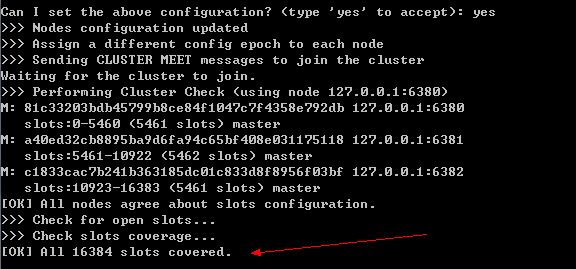 Can I set the above configuration? (type 'yes' to accept): yes
>>> Nodes configuration updated
>>> Assign a different config epoch to each node
>>> Sending CLUSTER MEET messages to join the cluster
Waiting for the cluster to join.
>>> Performing Cluster Check (using node 127.0.0.1:6380)
M: 81c33203bdb45799b8ce84f1047c7f4358e792db 127.0.0.1:6380
slots:0-5460 (5461 slots) master
M: a40ed32cb8895ba9d6fa94c65bf408e031175118 127.0.0.1:6381
slots:5461-10922 (5462 slots) master
M: c1833cac7b241b363185dc01c833d8f8956f03bf 127.0.0.1:6382
slots:10923-16383 (5461 slots) master
[OK] All nodes agree about slots configuration.
>>> Check for open slots...
>>> Check slots coverage...
[OK] All 16384 slots covered.